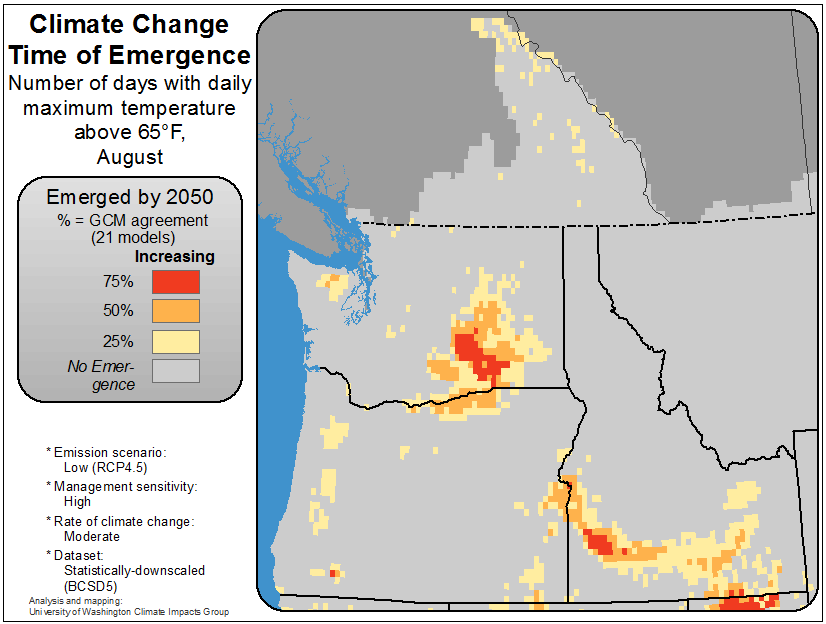 Climate Change
Time of Emergence
Number of days with daily
maximum temperature
above 65°F,
August
Emerged by 2050
% = GCM agreement
(21 models)
Increasing
75%
50%
25%
No Emer-
gence
* Emission scenario:
Low (RCP4.5)
* Management sensitivity:
High
* Rate of climate change:
Moderate
* Dataset:
Statistically-downscaled
(BCSD5)
Analysis and mapping:
University of Washington Climate Impacts Group